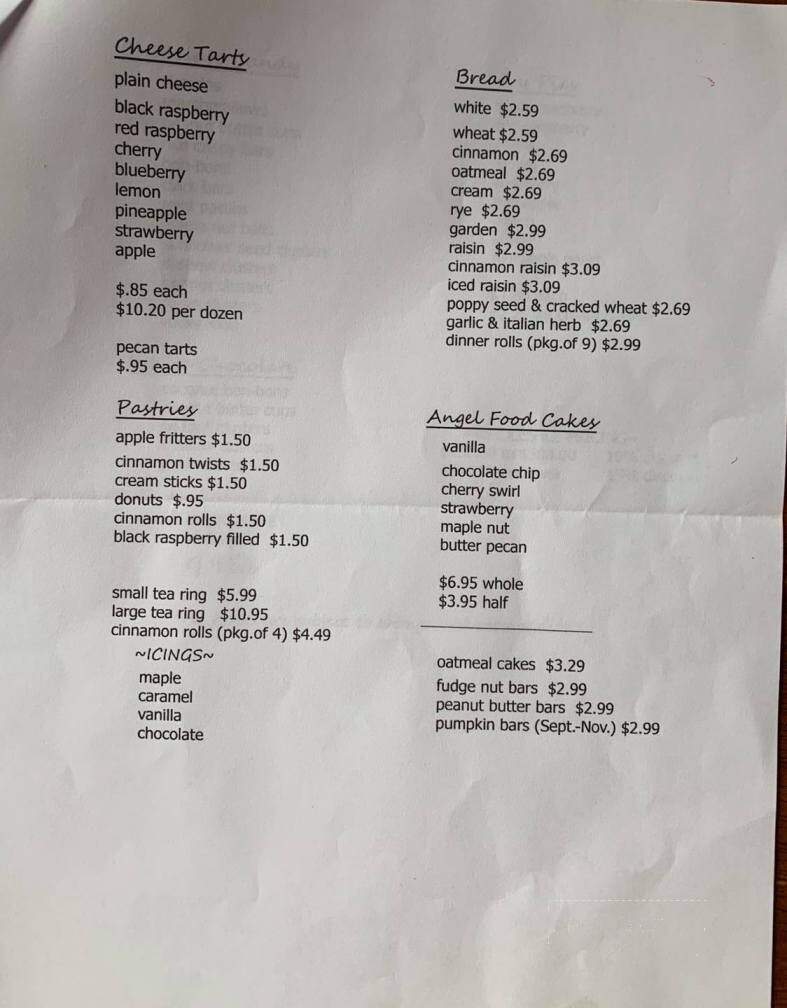 Cheese Tarts
plain cheese
black raspberry
red raspberry
cherry
blueberry
lemon
pineapple
strawberry
apple
$.85 each
$10.20 per dozen
pecan tarts
$.95 each
Pastries
apple fritters $1.50
cinnamon twists $1.50
cream sticks $1.50
donuts $.95
cinnamon rolls $1.50
black raspberry filled $1.50
small tea ring $5.99
large tea ring $10.95
cinnamon rolls (pkg.of 4) $4.49
~ICINGS~
maple
caramel
vanilla
chocolate
Bread
white $2.59
wheat $2.59
cinnamon $2.69
oatmeal $2.69
cream $2.69
rye $2.69
garden $2.99
raisin $2.99
cinnamon raisin $3.09
iced raisin $3.09
poppy seed & cracked wheat $2.69
garlic & italian herb $2.69
dinner rolls (pkg.of 9) $2.99
Angel Food Cakes
vanilla
chocolate chip
cherry swirl
strawberry
maple nut
butter pecan
$6.95 whole
$3.95 half
oatmeal cakes $3.29
fudge nut bars $2.99
peanut butter bars $2.99
pumpkin bars (Sept.-Nov.) $2.99